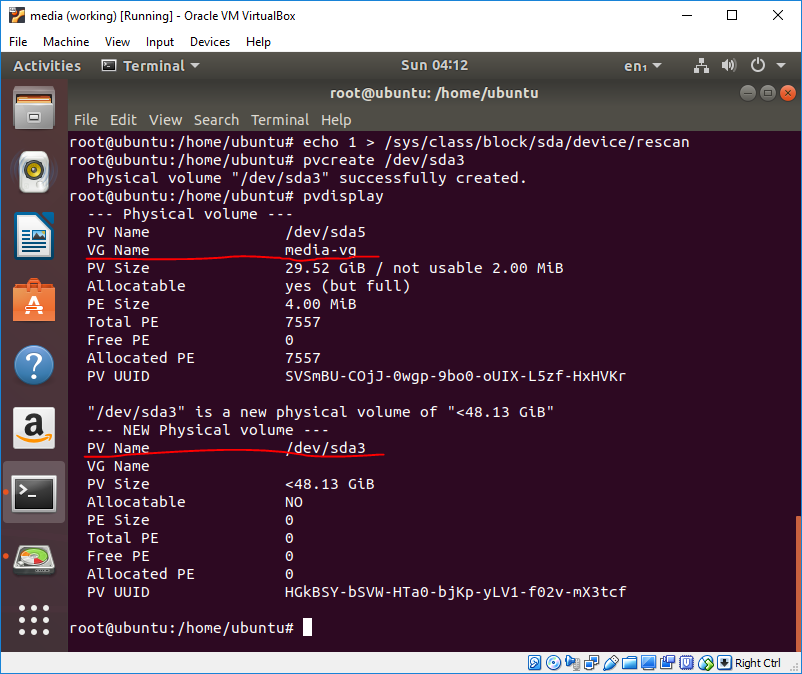 media (working) [Running] - Oracle VM VirtualBox
File Machine View Input Devices Help
Activities Terminal Sun 04:12 en₁
root@ubuntu: /home/ubuntu
File Edit View Search Terminal Help
root@ubuntu:/home/ubuntu# echo 1 > /sys/class/block/sda/device/rescan
root@ubuntu:/home/ubuntu# pvcreate /dev/sda3
  Physical volume "/dev/sda3" successfully created.
root@ubuntu:/home/ubuntu# pvdisplay
  --- Physical volume ---
  PV Name               /dev/sda5
  VG Name               media-vg
  PV Size               29.52 GiB / not usable 2.00 MiB
  Allocatable           yes (but full)
  PE Size               4.00 MiB
  Total PE              7557
  Free PE               0
  Allocated PE          7557
  PV UUID               SVSmBU-COjJ-0wgp-9bo0-oUIX-L5zf-HxHVKr
  "/dev/sda3" is a new physical volume of "<48.13 GiB"
  --- NEW Physical volume ---
  PV Name               /dev/sda3
  VG Name
  PV Size               <48.13 GiB
  Allocatable           NO
  PE Size               0
  Total PE              0
  Free PE               0
  Allocated PE          0
  PV UUID               HGkBSY-bSVW-HTa0-bjKp-yLV1-f02v-mX3tcf
root@ubuntu:/home/ubuntu#
Right Ctrl